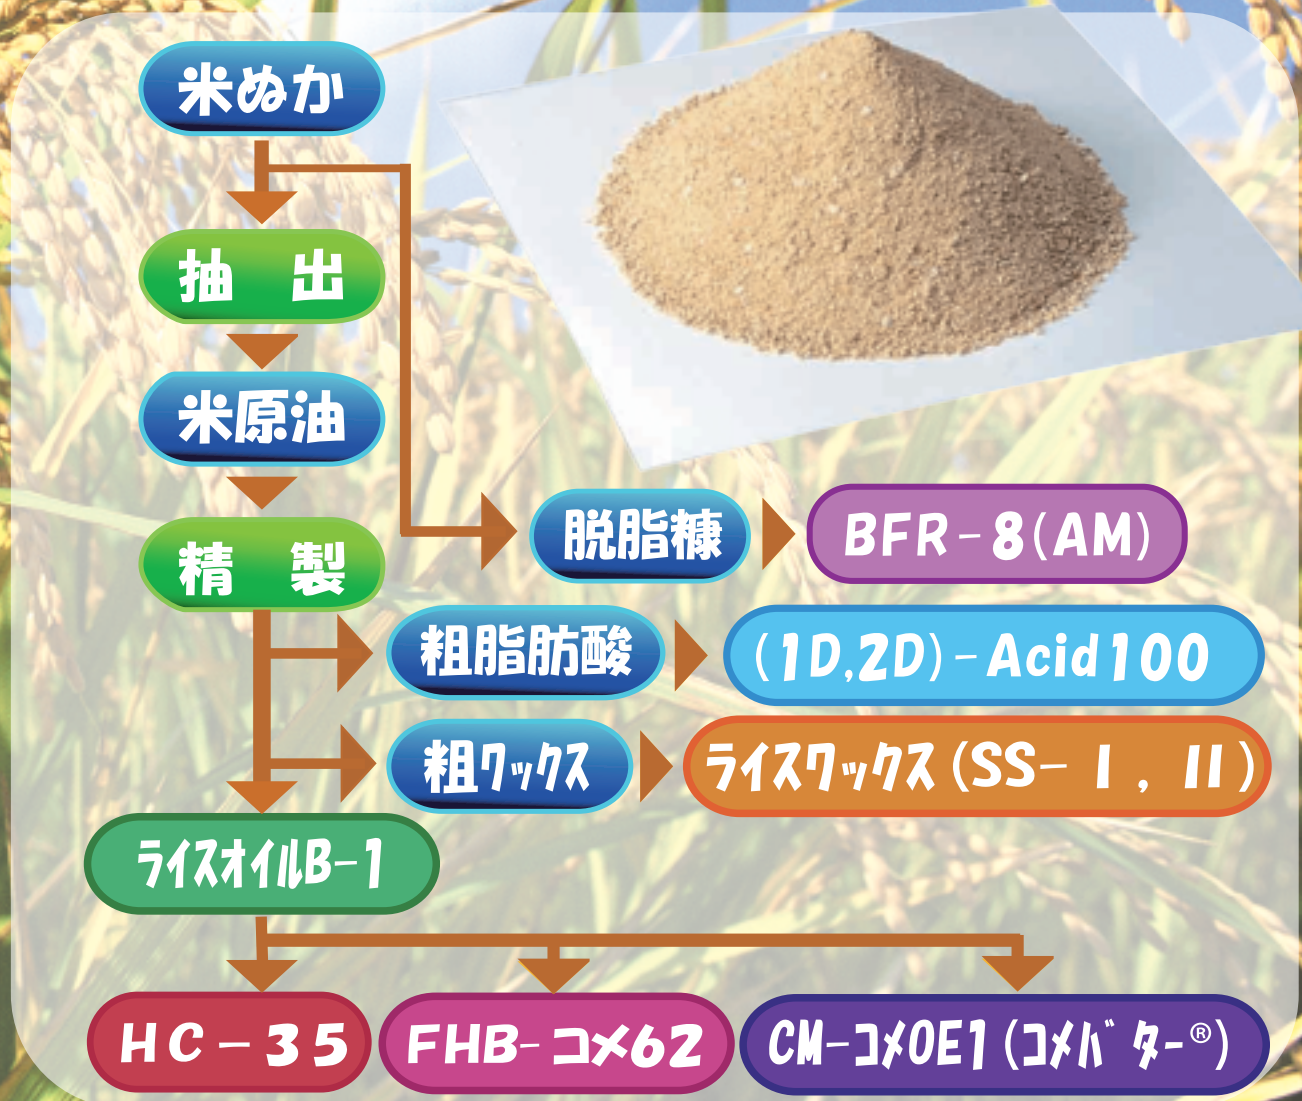 米ぬか
抽　出
米原油
精　製
脱脂糠
BFR-8(AM)
粗脂肪酸
(1D,2D)-Acid100
粗ワックス
ライスワックス(SS-Ⅰ, Ⅱ)
ライスオイルB-1
HC-35
FHB-コメ62
CM-コメOE1(コメバター®)